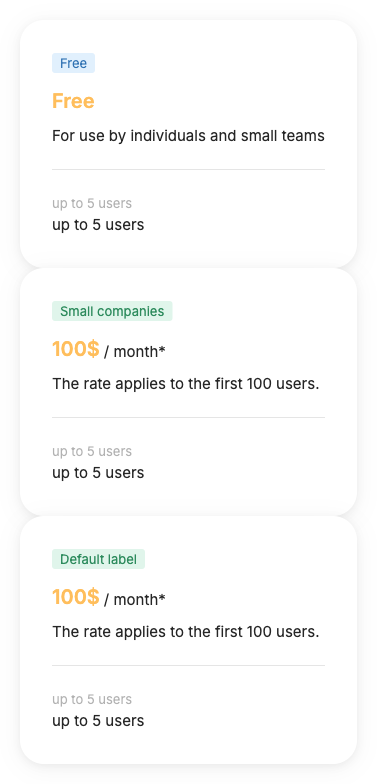 Free
Free
For use by individuals and small teams
up to 5 users
up to 5 users
Small companies
100$ / month*
The rate applies to the first 100 users.
up to 5 users
up to 5 users
Default label
100$ / month*
The rate applies to the first 100 users.
up to 5 users
up to 5 users